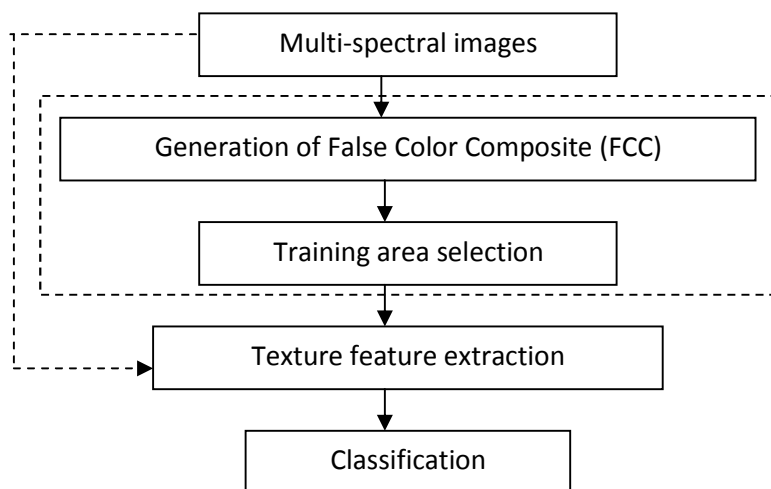 Multi-spectral images
Generation of False Color Composite (FCC)
Training area selection
Texture feature extraction
Classification